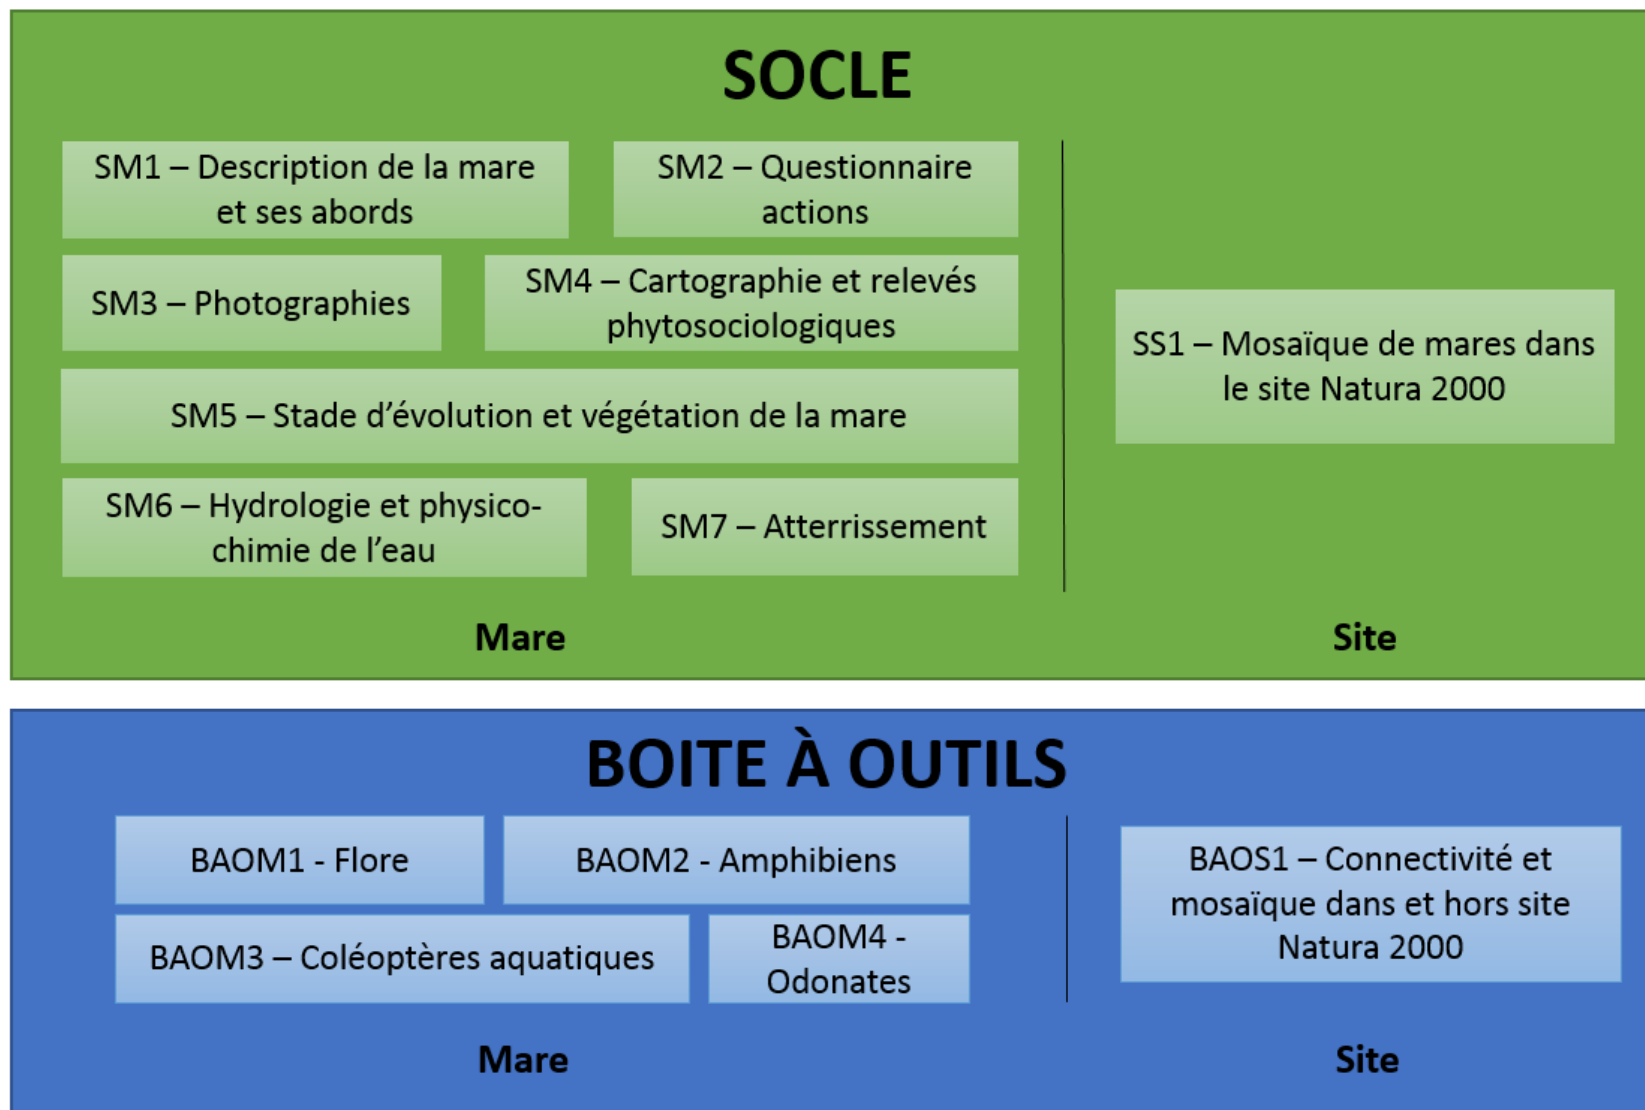 SOCLE
SM1 – Description de la mare
et ses abords
SM2 – Questionnaire
actions
SM3 – Photographies
SM4 – Cartographie et relevés
phytosociologiques
SM5 – Stade d’évolution et végétation de la mare
SM6 – Hydrologie et physico-
chimie de l’eau
SM7 – Atterrissement
Mare
SS1 – Mosaïque de mares dans
le site Natura 2000
Site
BOITE À OUTILS
BAOM1 - Flore
BAOM2 - Amphibiens
BAOM3 – Coléoptères aquatiques
BAOM4 -
Odonates
Mare
BAOS1 – Connectivité et
mosaïque dans et hors site
Natura 2000
Site